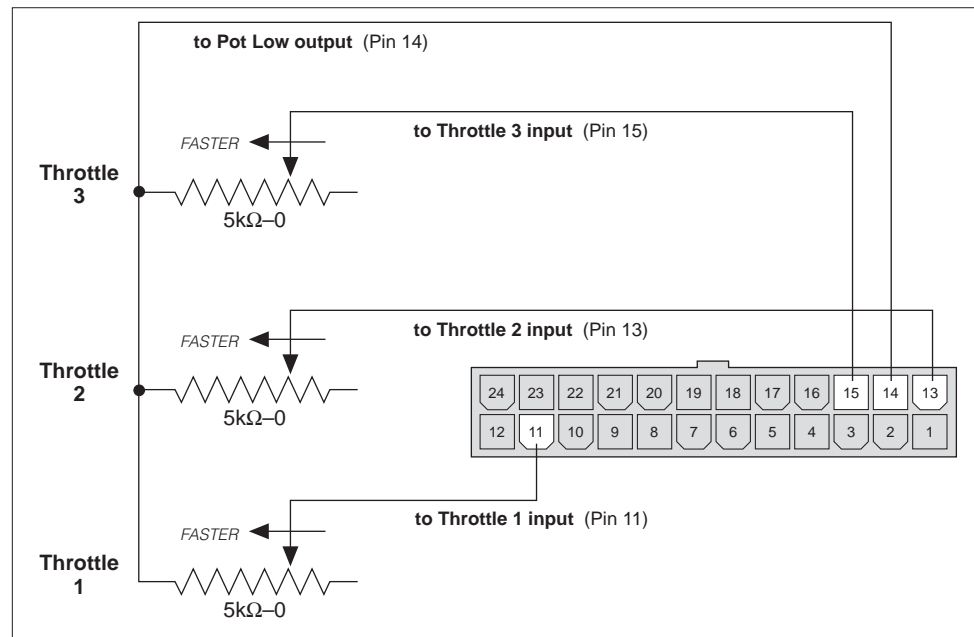 to Pot Low output (Pin 14)
to Throttle 3 input (Pin 15)
FASTER
Throttle
3
5kΩ–0
to Throttle 2 input (Pin 13)
FASTER
Throttle
2
5kΩ–0
24 23 22 21 20 19 18 17 16 15 14 13
12 11 10 9 8 7 6 5 4 3 2 1
to Throttle 1 input (Pin 11)
FASTER
Throttle
1
5kΩ–0